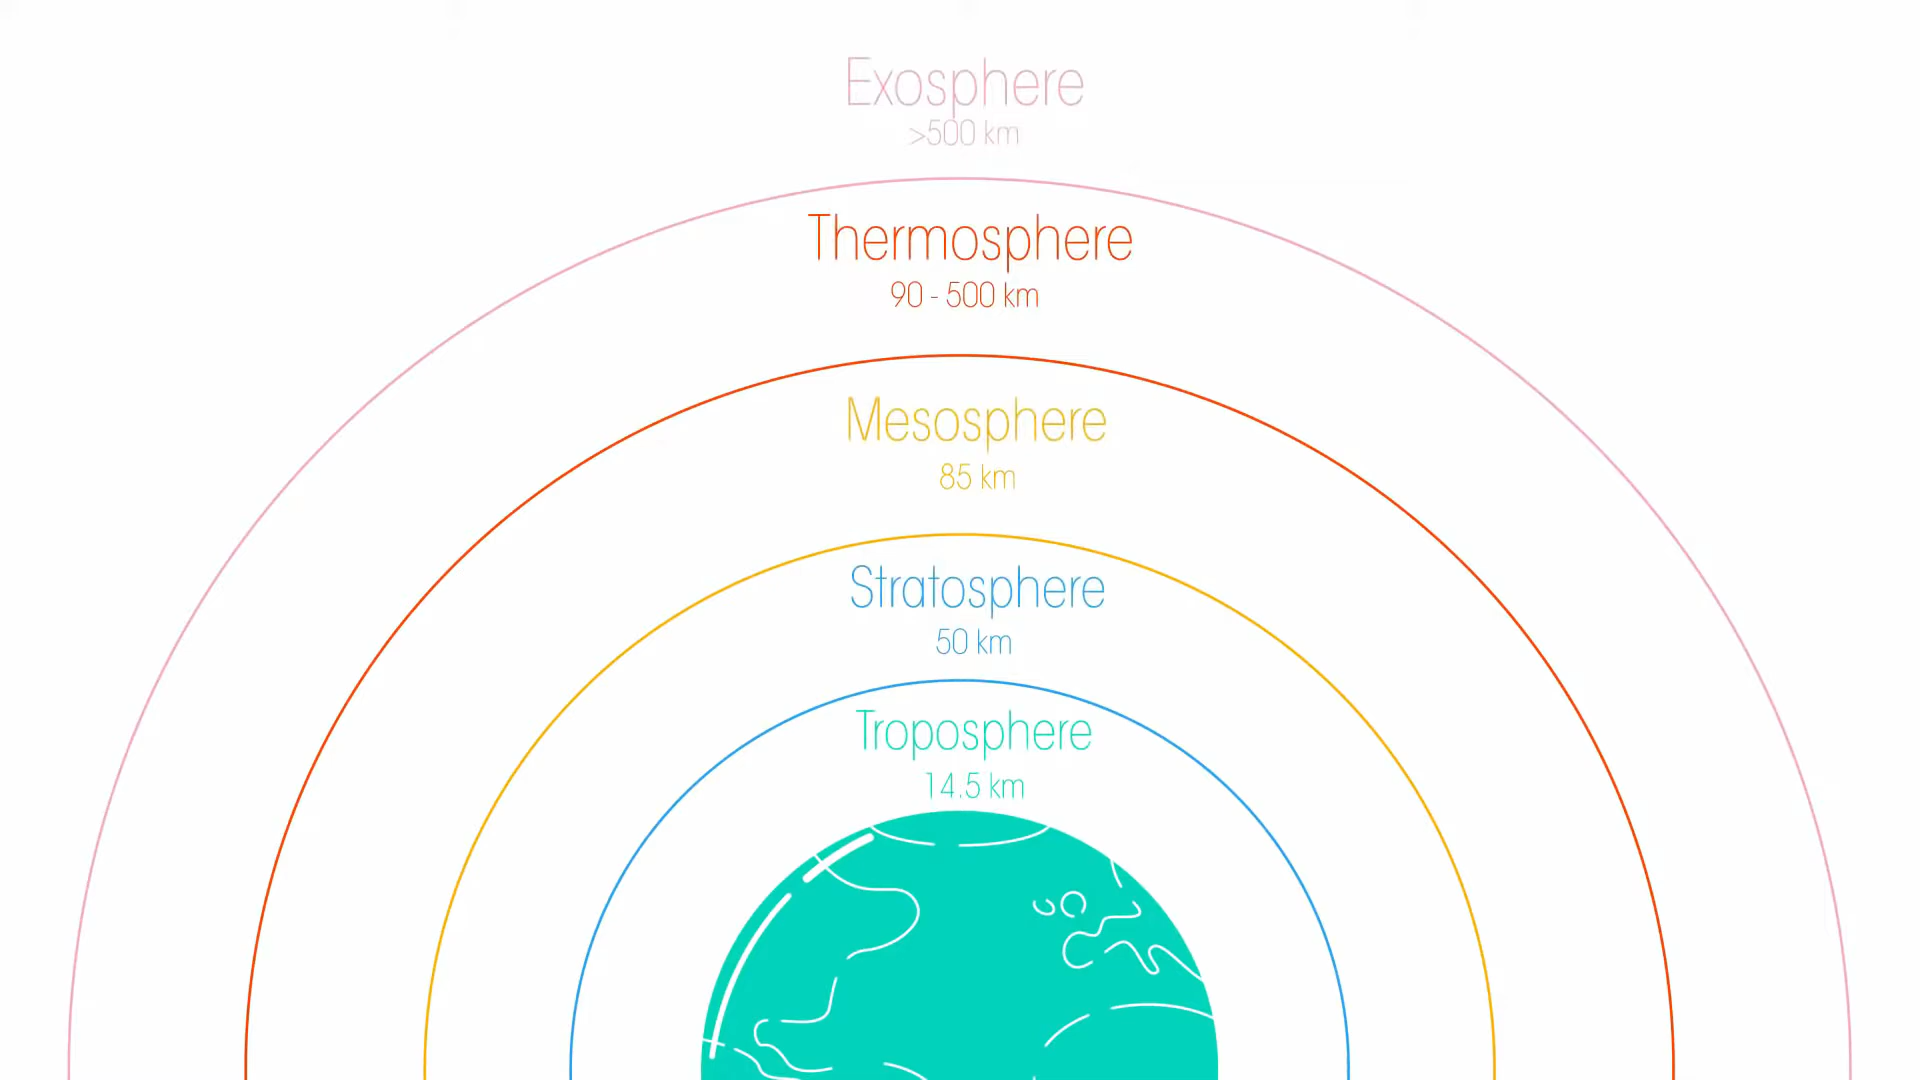 Exosphere
>500 km
Thermosphere
90 - 500 km
Mesosphere
85 km
Stratosphere
50 km
Troposphere
14.5 km